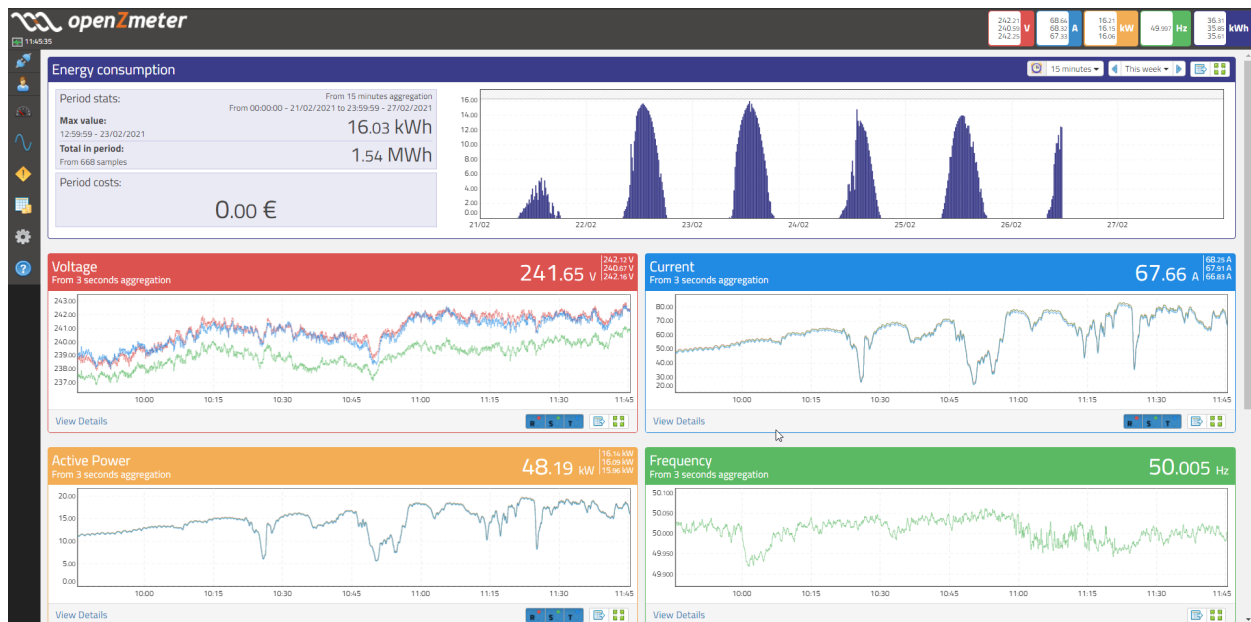 openZmeter
11:45:35
242.21
240.59
242.25
V
68.64
68.32
67.33
A
16.21
16.15
16.06
kW
49.997 Hz
36.31
35.85
35.61
kWh
Energy consumption
15 minutes
This week
Period stats:
From 15 minutes aggregation
From 00:00:00 - 21/02/2021 to 23:59:59 - 27/02/2021
Max value:
12:59:59 - 23/02/2021
16.03 kWh
Total in period:
From 668 samples
1.54 MWh
Period costs:
0.00 €
16.00
14.00
12.00
10.00
8.00
6.00
4.00
2.00
0.00
21/02 22/02 23/02 24/02 25/02 26/02 27/02
Voltage
From 3 seconds aggregation
241.65 V
242.12 V
240.67 V
242.16 V
243.00
242.00
241.00
240.00
239.00
238.00
237.00
10:00 10:15 10:30 10:45 11:00 11:15 11:30 11:45
View Details
R S T
Current
From 3 seconds aggregation
67.66 A
68.25 A
67.91 A
66.83 A
80.00
70.00
60.00
50.00
40.00
30.00
20.00
10:00 10:15 10:30 10:45 11:00 11:15 11:30 11:45
View Details
R S T
Active Power
From 3 seconds aggregation
48.19 kW
16.14 kW
16.09 kW
15.96 kW
20.00
15.00
10.00
5.00
0.00
10:00 10:15 10:30 10:45 11:00 11:15 11:30 11:45
View Details
R S T
Frequency
From 3 seconds aggregation
50.005 Hz
50.100
50.050
50.000
49.950
49.900
10:00 10:15 10:30 10:45 11:00 11:15 11:30 11:45
View Details